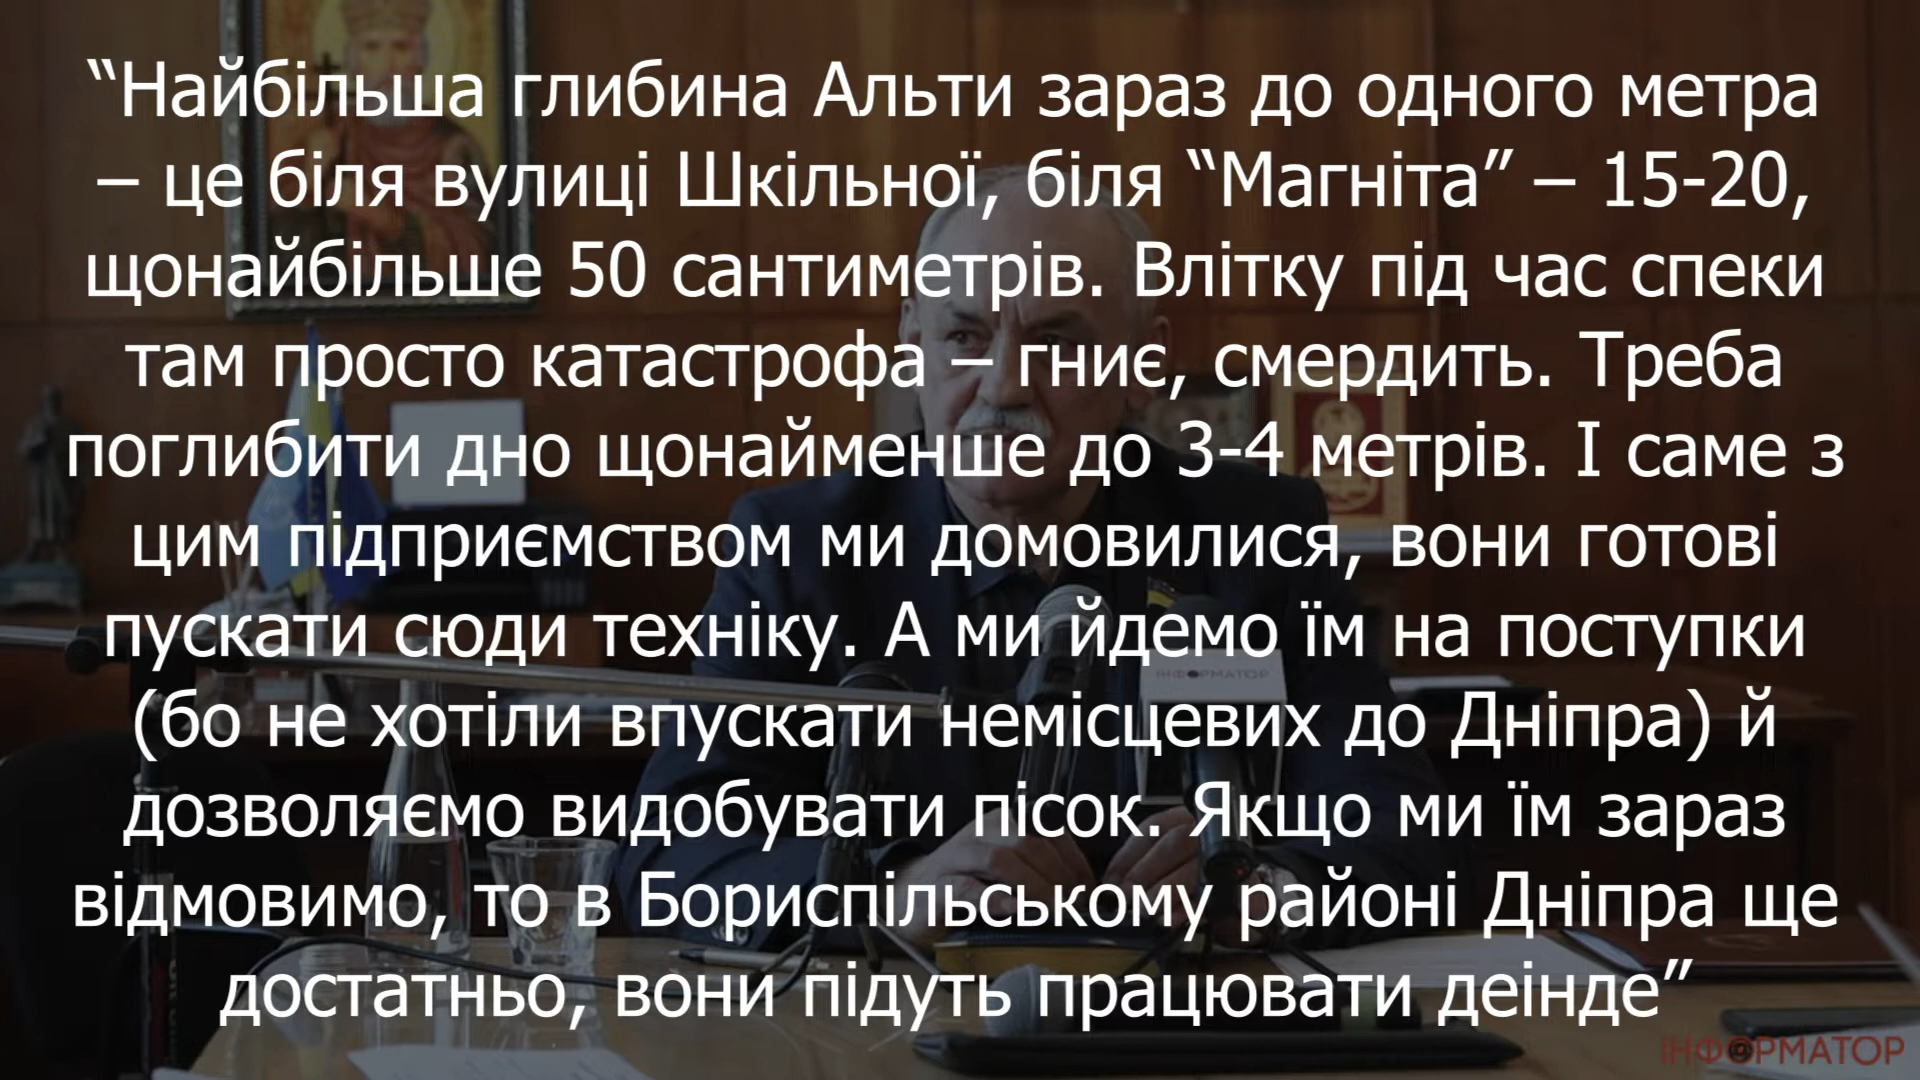 “Найбільша глибина Альти зараз до одного метра
– це біля вулиці Шкільної, біля “Магніта” – 15-20,
щонайбільше 50 сантиметрів. Влітку під час спеки
там просто катастрофа – гниє, смердить. Треба
поглибити дно щонайменше до 3-4 метрів. І саме з
цим підприємством ми домовилися, вони готові
пускати сюди техніку. А ми йдемо їм на поступки
(бо не хотіли впускати немісцевих до Дніпра) й
дозволяємо видобувати пісок. Якщо ми їм зараз
відмовимо, то в Бориспільському районі Дніпра ще
достатньо, вони підуть працювати деінде”
ІНФОРМАТОР
ІНФОРМАТОР